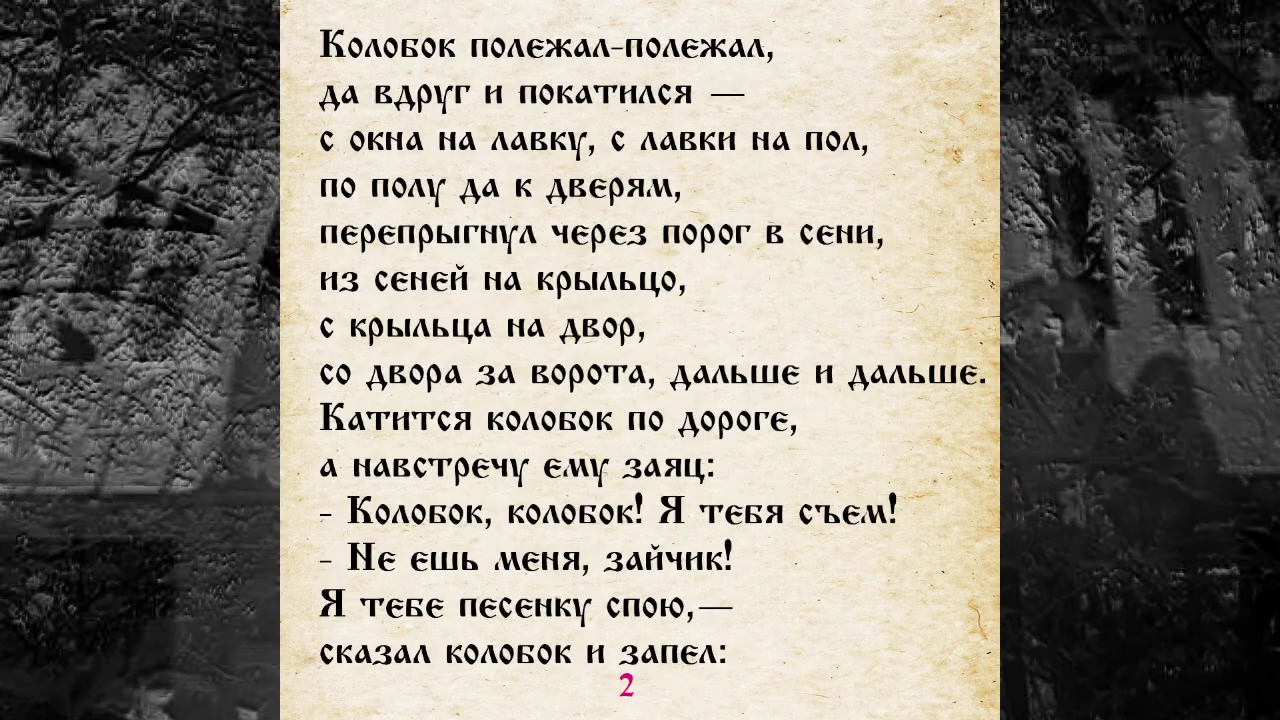 Колобок полежал-полежал,
да вдруг и покатился —
с окна на лавку, с лавки на пол,
по полу да к дверям,
перепрыгнул через порог в сени,
из сеней на крыльцо,
с крыльца на двор,
со двора за ворота, дальше и дальше.
Катится колобок по дороге,
а навстречу ему заяц:
- Колобок, колобок! Я тебя съем!
- Не ешь меня, зайчик!
Я тебе песенку спою,—
сказал колобок и запел:
2